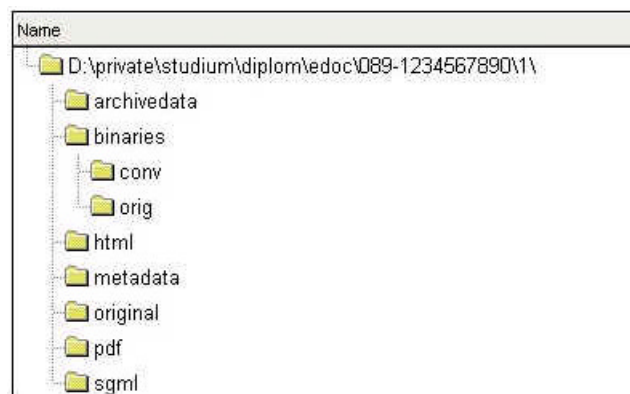 Name
D:\private\studium\diplom\edoc\089-1234567890\1\
archivedata
binaries
conv
orig
html
metadata
original
pdf
sgml